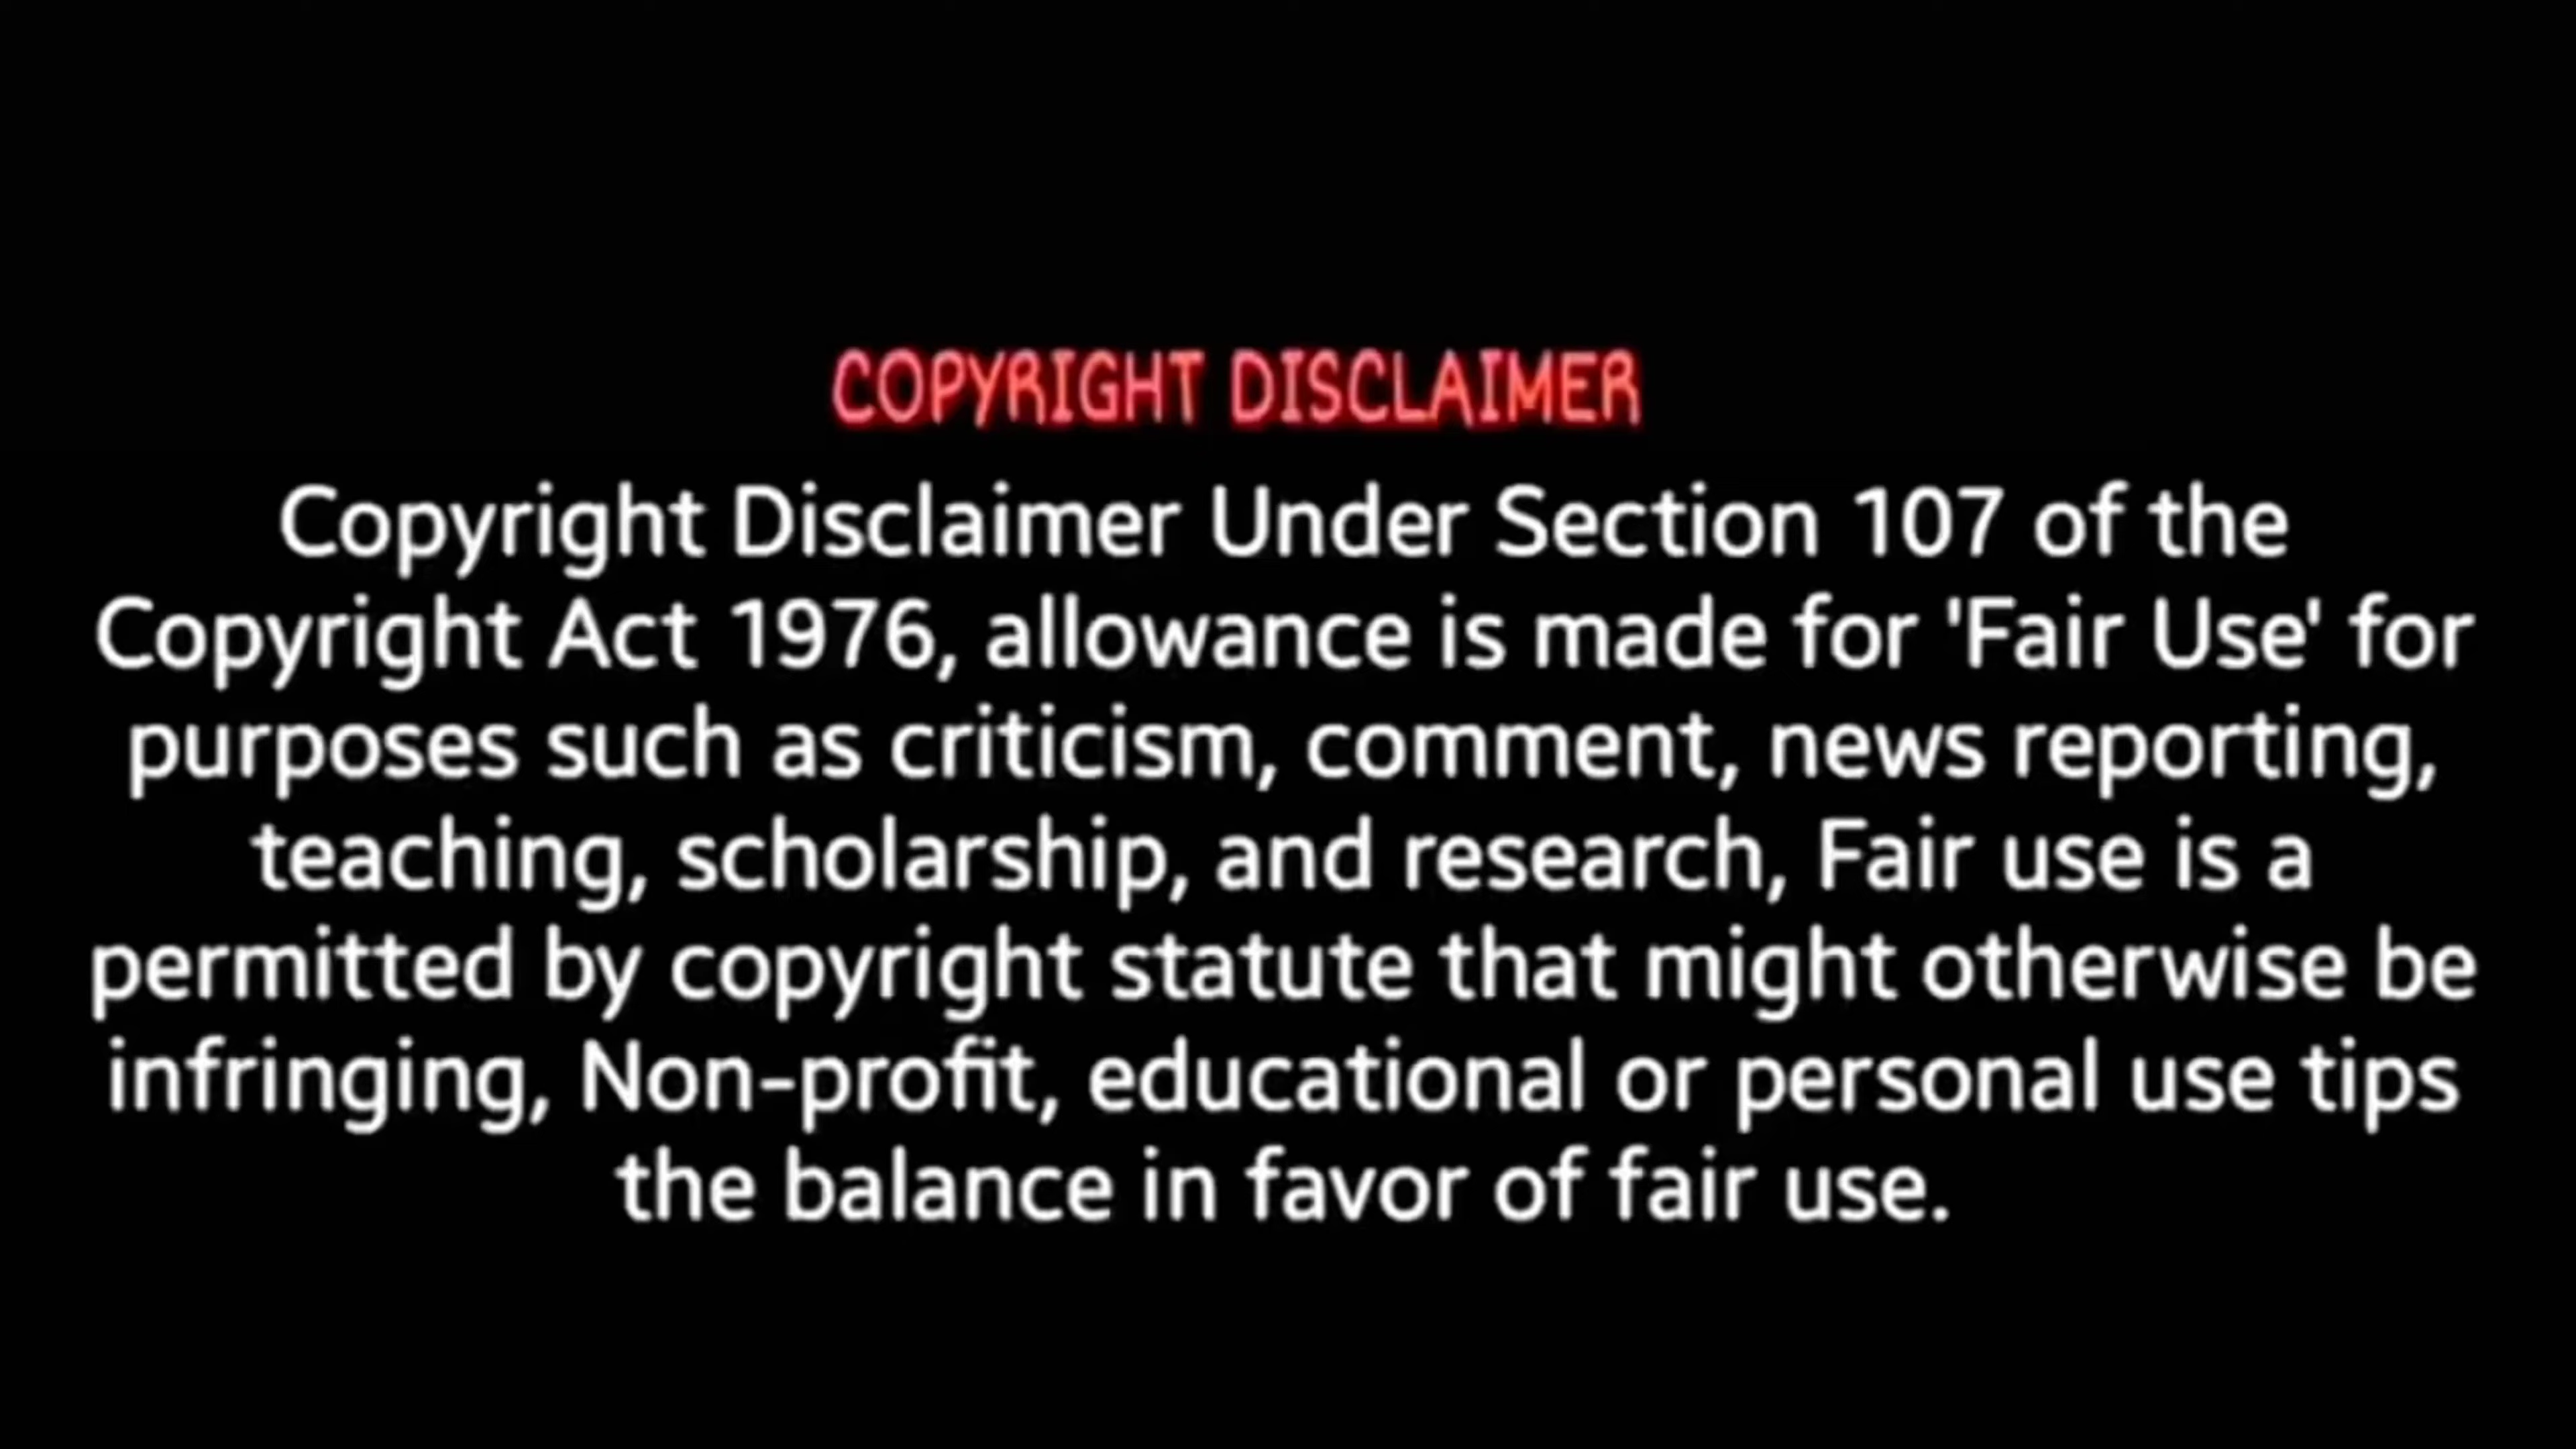 COPYRIGHT DISCLAIMER
Copyright Disclaimer Under Section 107 of the
Copyright Act 1976, allowance is made for 'Fair Use' for
purposes such as criticism, comment, news reporting,
teaching, scholarship, and research, Fair use is a
permitted by copyright statute that might otherwise be
infringing, Non-profit, educational or personal use tips
the balance in favor of fair use.